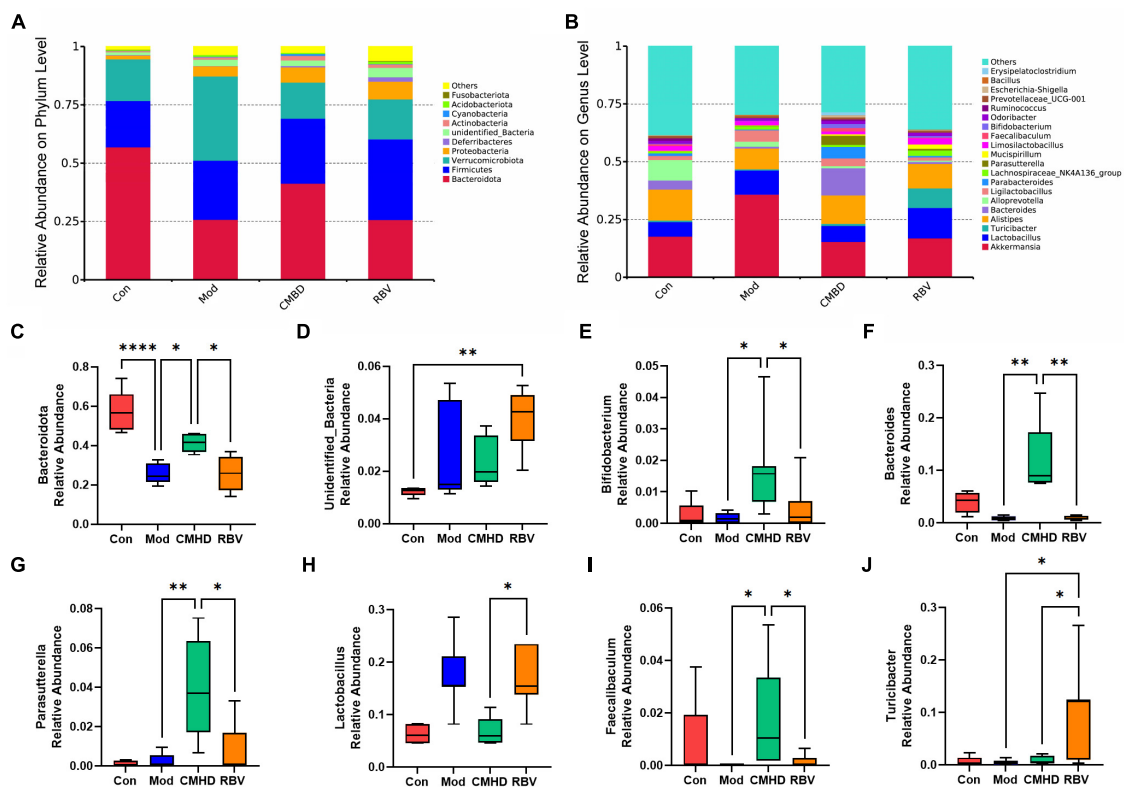 A
Relative Abundance on Phylum Level
1
0.75
0.5
0.25
0
Con
Mod
CMBD
RBV
Others
Fusobacteriota
Acidobacteriota
Cyanobacteria
Actinobacteria
unidentified_Bacteria
Deferribacteres
Proteobacteria
Verrucomicrobiota
Firmicutes
Bacteroidota
B
Relative Abundance on Genus Level
1
0.75
0.5
0.25
0
Con
Mod
CMBD
RBV
Others
Erysipelatoclostridium
Bacillus
Escherichia-Shigella
Prevotellaceae_UCG-001
Ruminococcus
Odoribacter
Bifidobacterium
Faecalibaculum
Limosilactobacillus
Mucispirillum
Parasutterella
Lachnospiraceae_NK4A136_group
Parabacteroides
Ligilactobacillus
Alloprevotella
Bacteroides
Alistipes
Turicibacter
Lactobacillus
Akkermansia
C
Bacteroidota
Relative Abundance
0.8
0.6
0.4
0.2
0.0
**** * *
Con Mod CMHD RBV
D
Unidentified_Bacteria
Relative Abundance
0.06
0.04
0.02
0.00
**
Con Mod CMHD RBV
E
Bifidobacterium
Relative Abundance
0.05
0.04
0.03
0.02
0.01
0.00
* *
Con Mod CMHD RBV
F
Bacteroides
Relative Abundance
0.3
0.2
0.1
0.0
** **
Con Mod CMHD RBV
G
Parasutterella
Relative Abundance
0.08
0.06
0.04
0.02
0.00
** *
Con Mod CMHD RBV
H
Lactobacillus
Relative Abundance
0.3
0.2
0.1
0.0
*
Con Mod CMHD RBV
I
Faecalibaculum
Relative Abundance
0.06
0.04
0.02
0.00
* *
Con Mod CMHD RBV
J
Turicibacter
Relative Abundance
0.3
0.2
0.1
0.0
*
*
Con Mod CMHD RBV